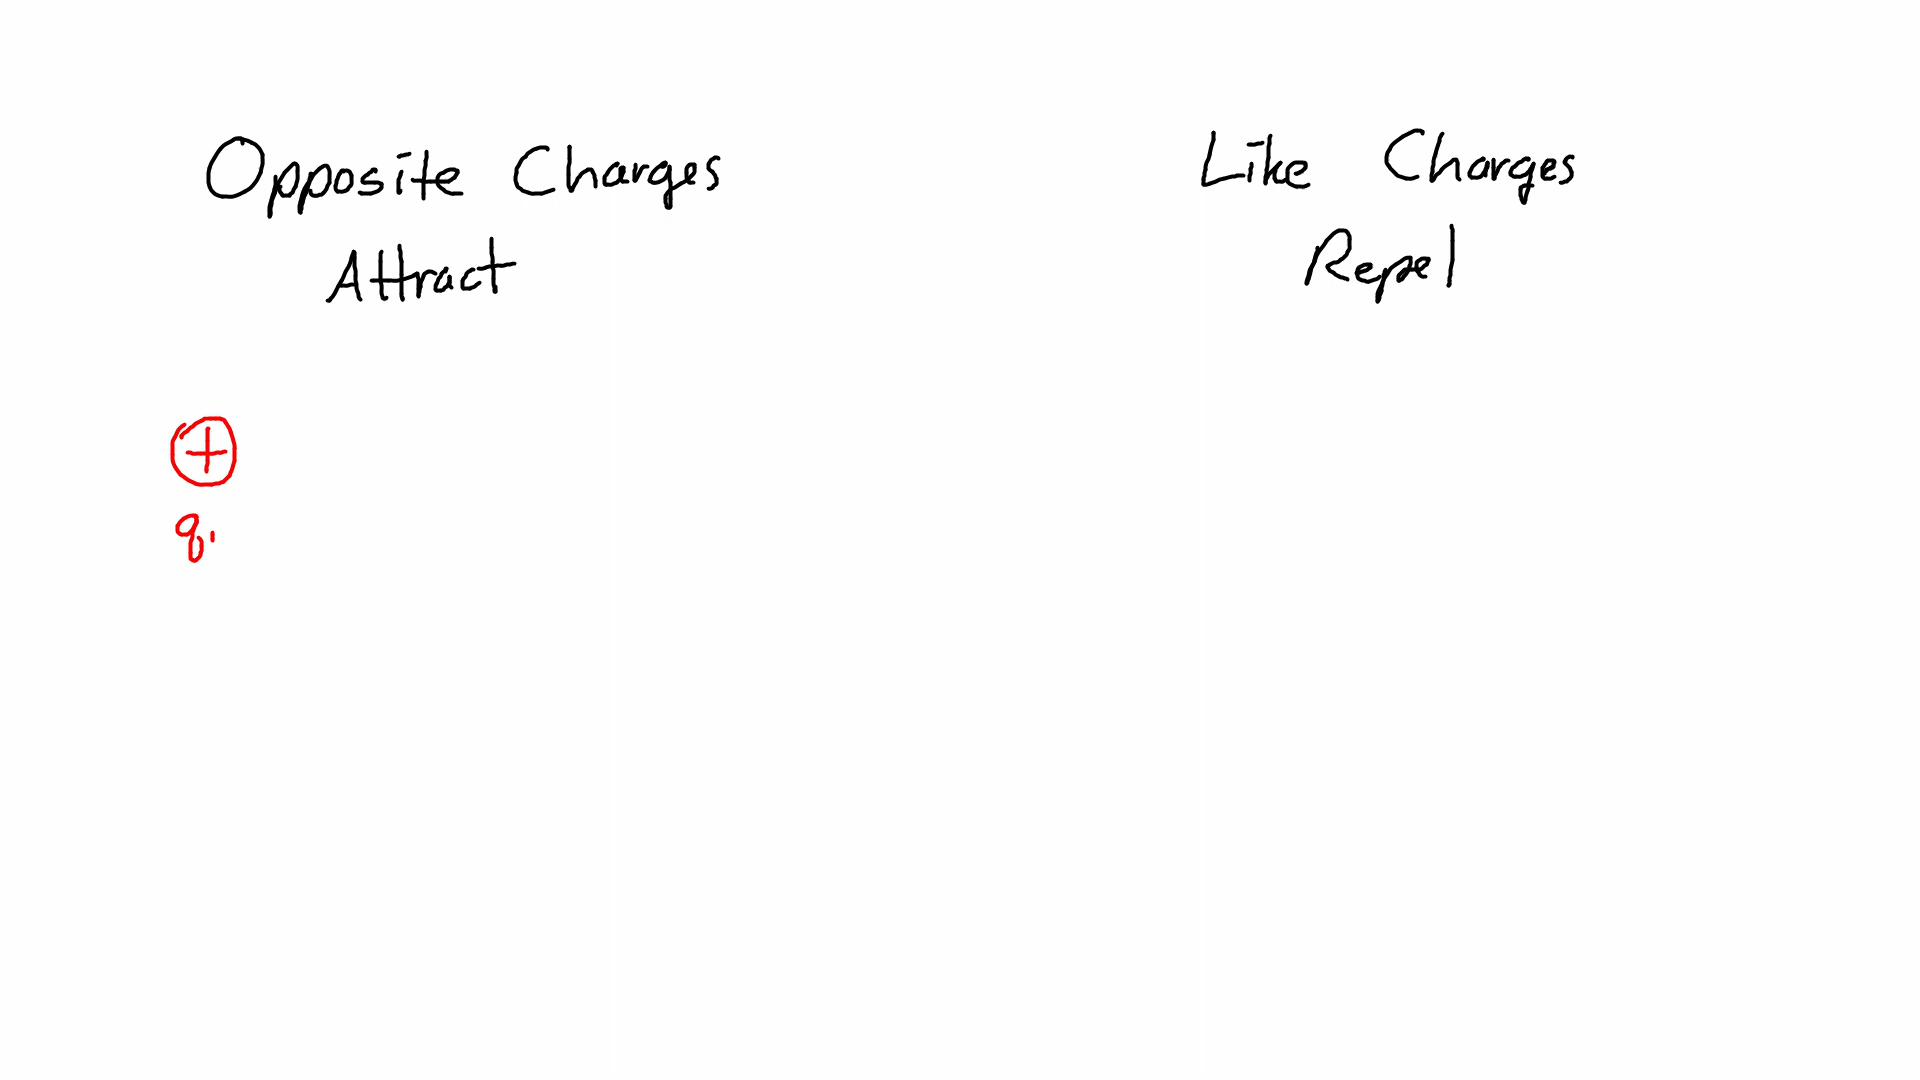 Opposite Charges
Attract
Like Charges
Repel
+
q₁